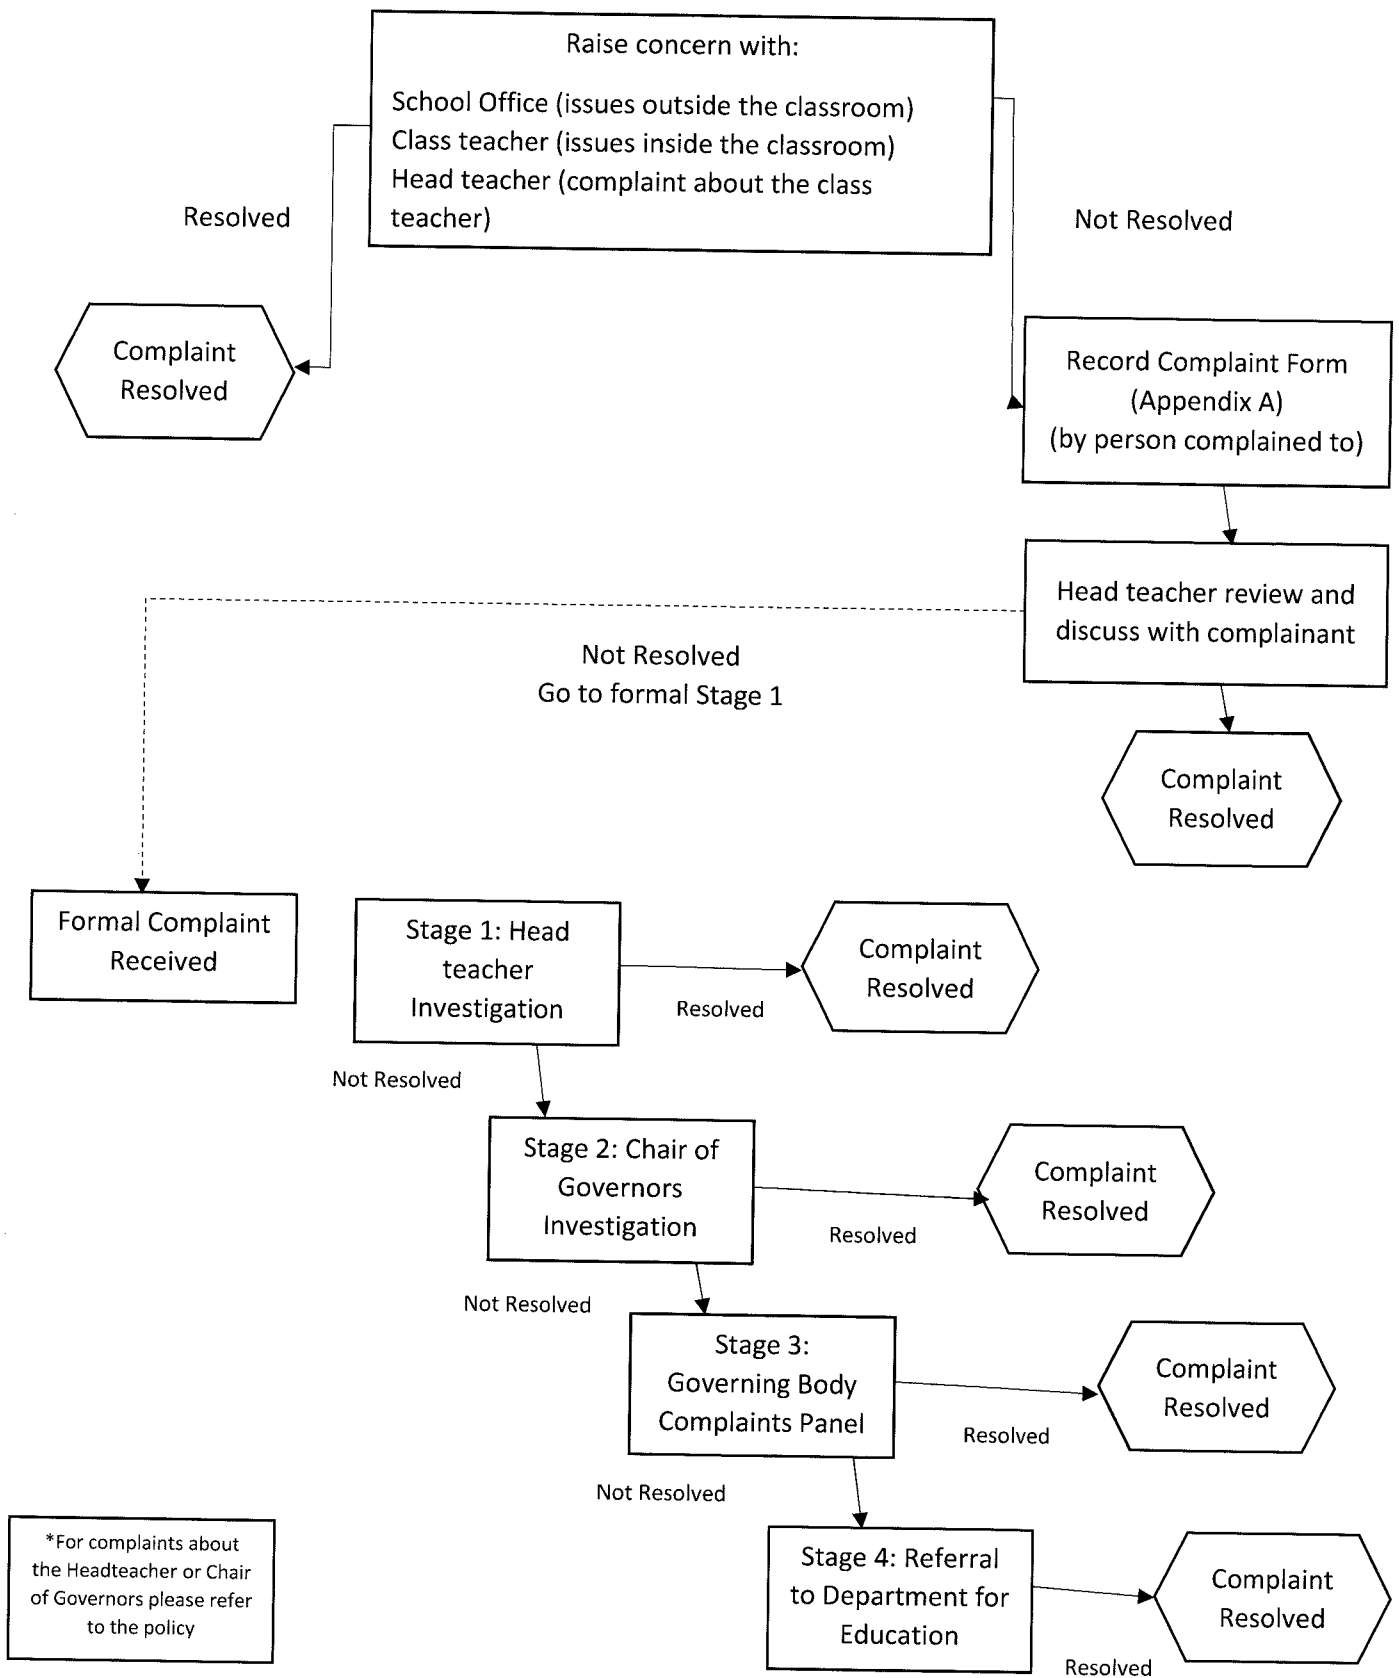 Raise concern with:
School Office (issues outside the classroom)
Class teacher (issues inside the classroom)
Head teacher (complaint about the class
teacher)
Resolved
Not Resolved
Complaint
Resolved
Record Complaint Form
(Appendix A)
(by person complained to)
Head teacher review and
discuss with complainant
Not Resolved
Go to formal Stage 1
Complaint
Resolved
Formal Complaint
Received
Stage 1: Head
teacher
Investigation
Resolved
Complaint
Resolved
Not Resolved
Stage 2: Chair of
Governors
Investigation
Resolved
Complaint
Resolved
Not Resolved
Stage 3:
Governing Body
Complaints Panel
Resolved
Complaint
Resolved
Not Resolved
Stage 4: Referral
to Department for
Education
Resolved
Complaint
Resolved
*For complaints about
the Headteacher or Chair
of Governors please refer
to the policy